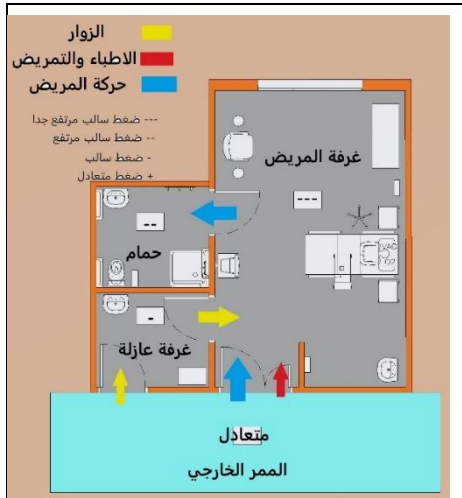 الزوار
الاطباء والتمريض
حركة المريض
--- ضغط سالب مرتفع جدا
-- ضغط سالب مرتفع
- ضغط سالب
+ ضغط متعادل
غرفة المريض
---
--
حمام
-
غرفة عازلة
متعادل
الممر الخارجي